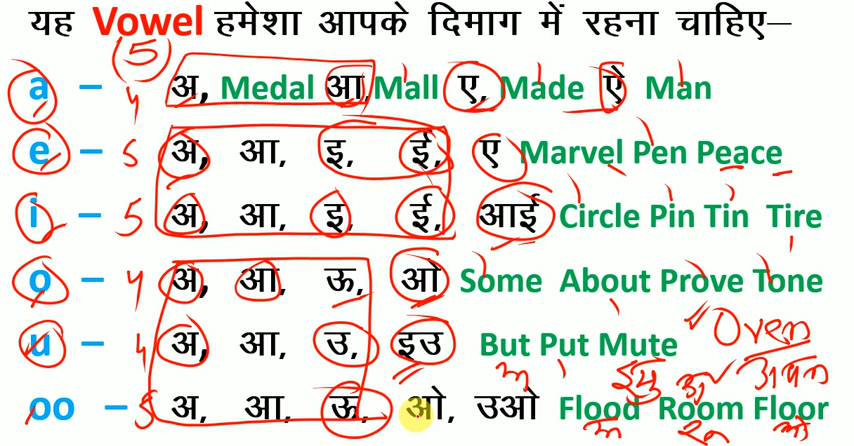 यह Vowel हमेशा आपके दिमाग में रहना चाहिए–
(5)
a – 4 अ, Medal आ, Mall ए, Made ऐ Man
e – 5 अ, आ, इ, ई, ए Marvel Pen Peace
i – 5 अ, आ, इ ई, आई Circle Pin Tin Tire
o – 4 अ, आ, ऊ, ओ Some About Prove Tone
u – 4 अ, आ, उ, इउ But Put Mute Oven
oo – 5 अ, आ, ऊ, ओ, उओ Flood Room Floor